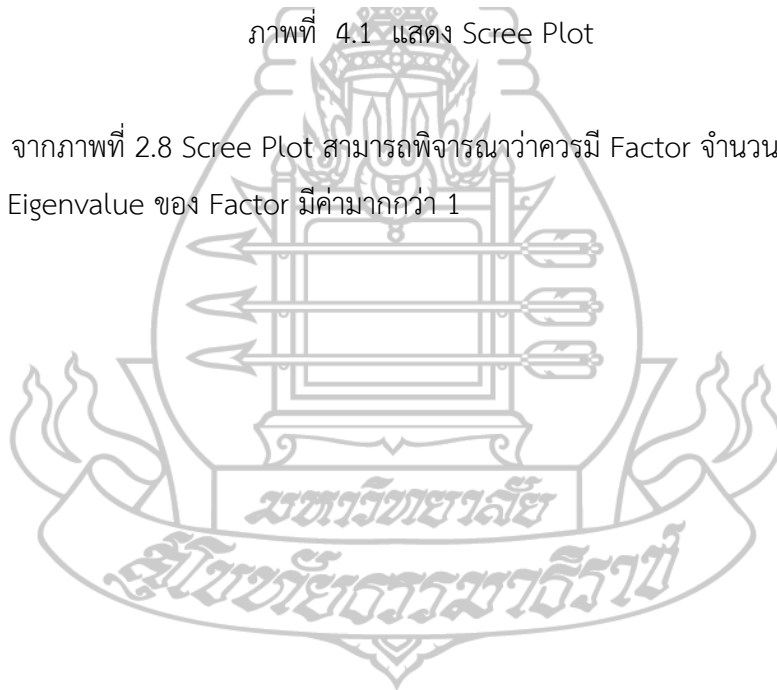 ภาพที่ 4.1 แสดง Scree Plot
จากภาพที่ 2.8 Scree Plot สามารถพิจารณาว่าควรมี Factor จำนวน
Eigenvalue ของ Factor มีค่ามากกว่า 1
มหาวิทยาลัย
สุโขทัยธรรมาธิราช